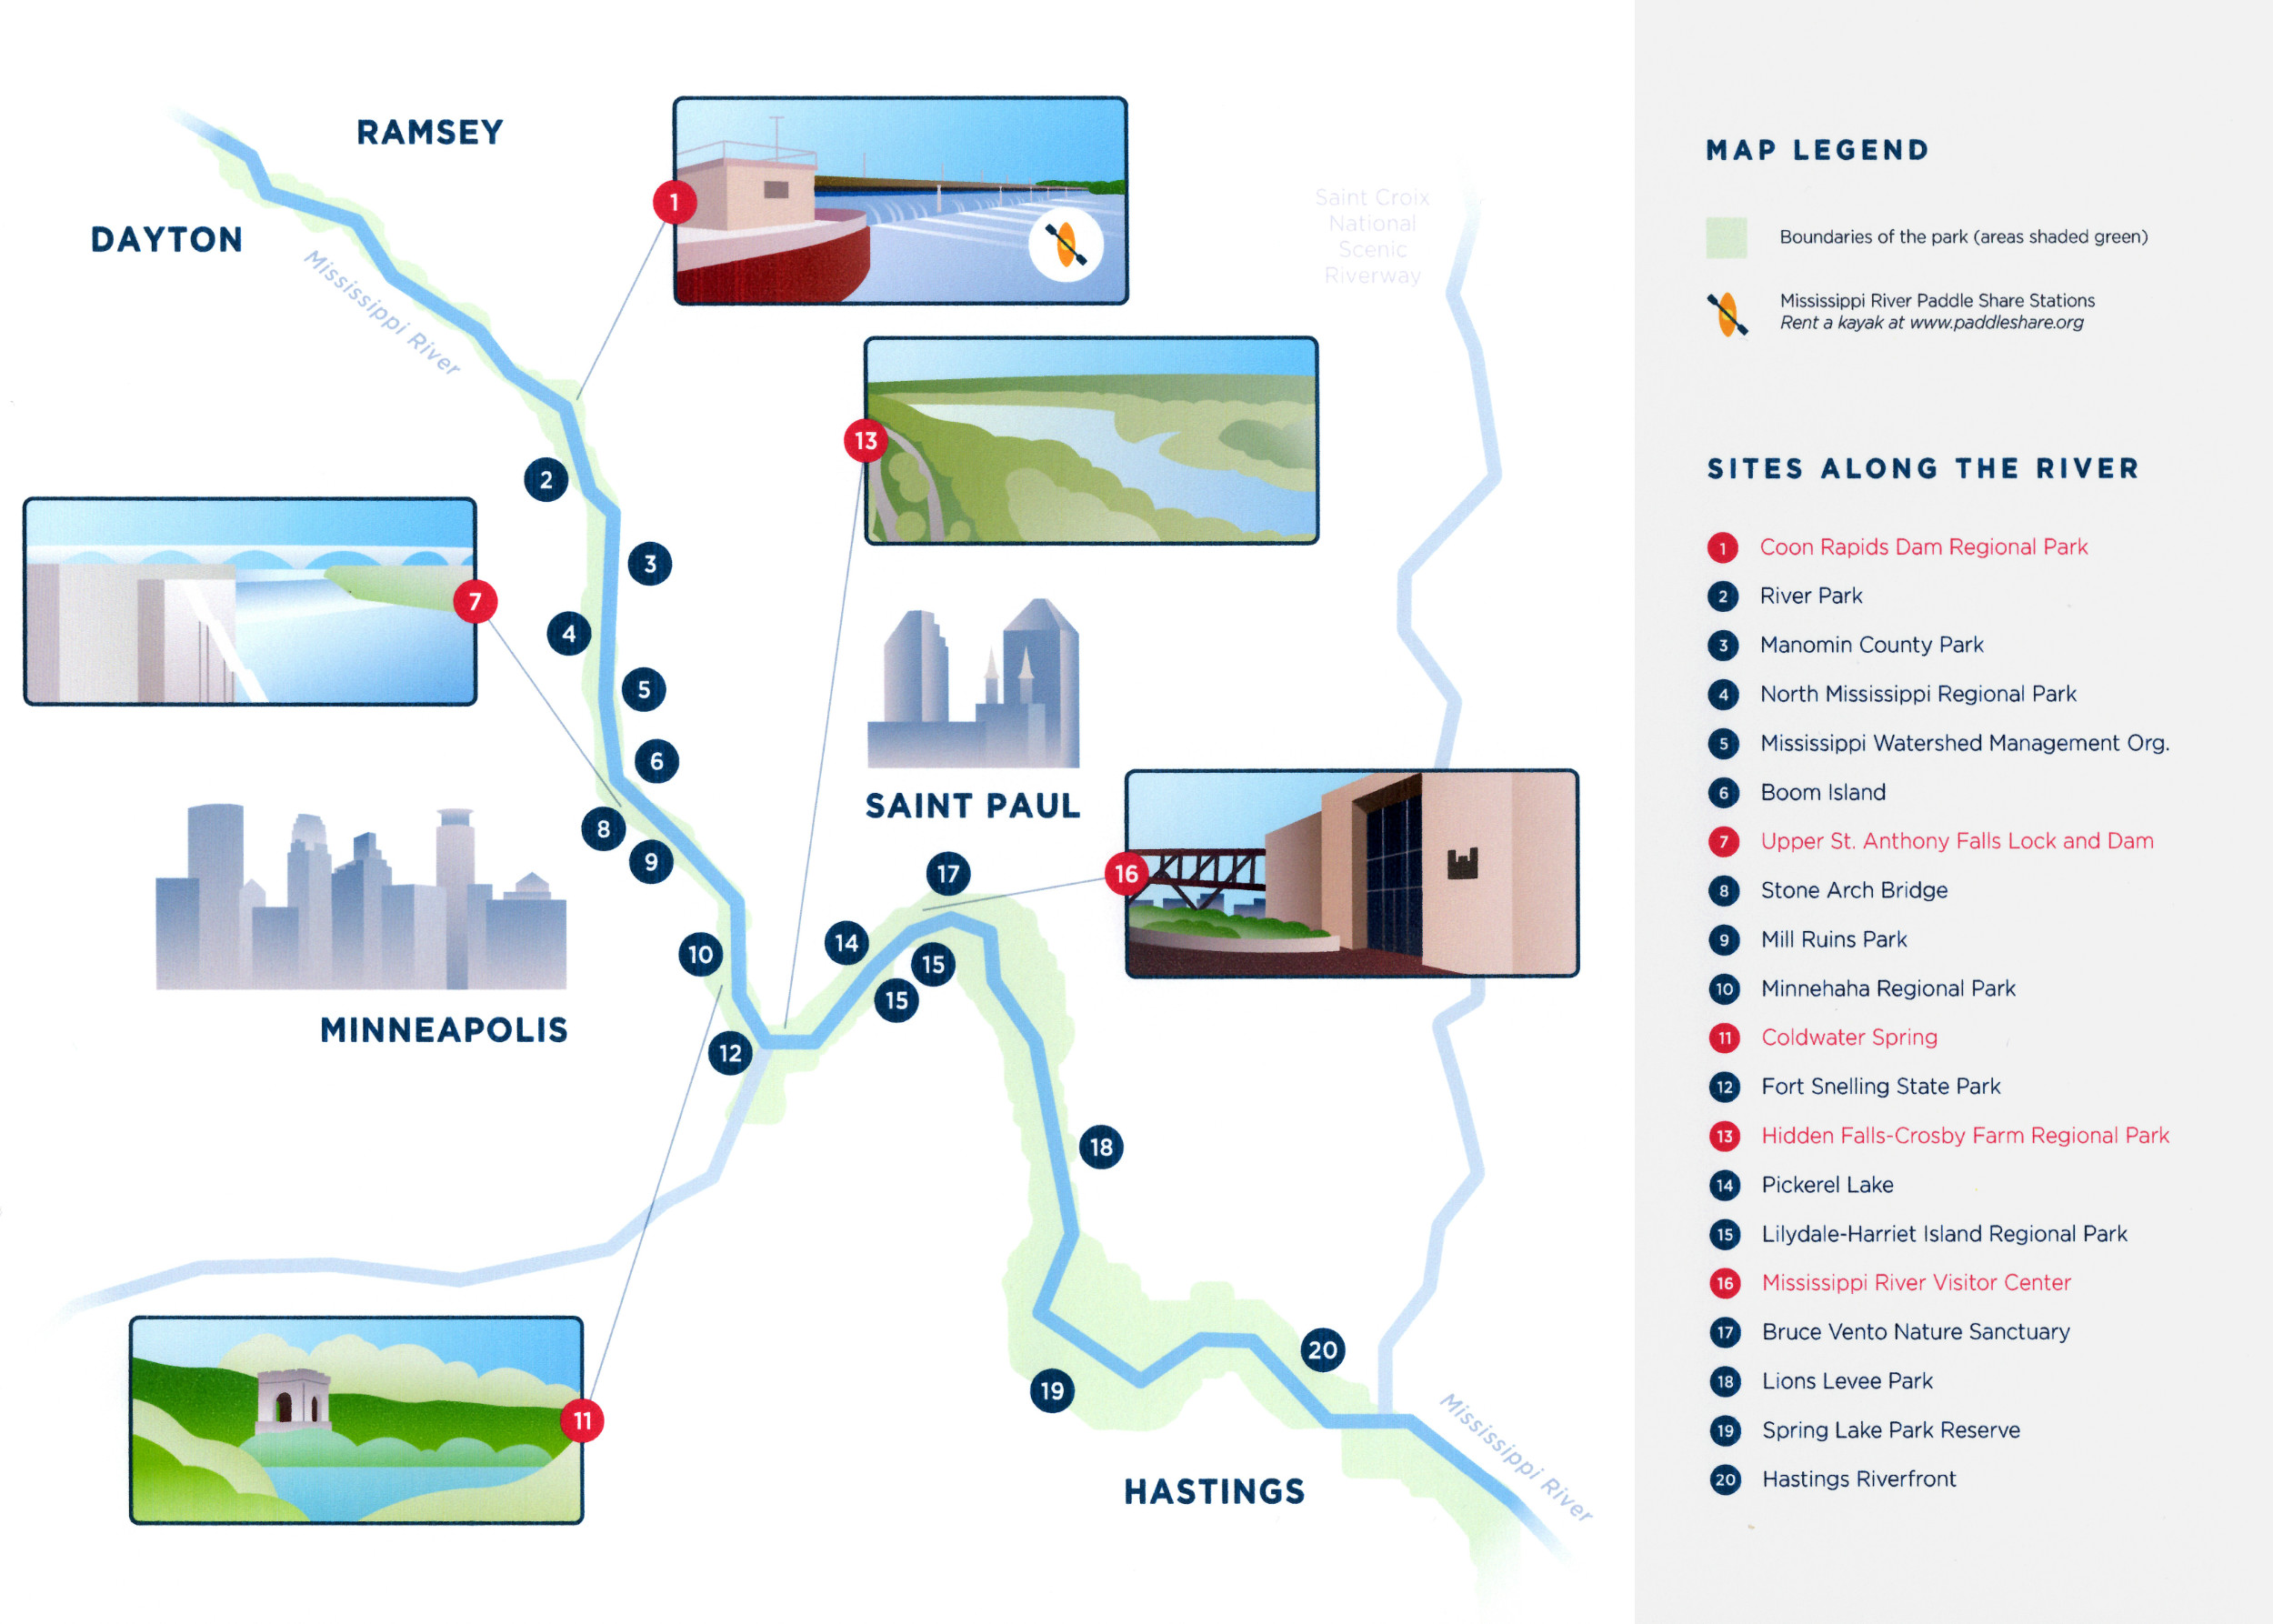 RAMSEY
DAYTON
Mississippi River
1
Saint Croix
National
Scenic
Riverway
13
2
3
7
4
5
6
SAINT PAUL
8
9
16
17
10
14
15
15
MINNEAPOLIS
12
18
20
19
11
Mississippi River
HASTINGS
MAP LEGEND
Boundaries of the park (areas shaded green)
Mississippi River Paddle Share Stations
Rent a kayak at www.paddleshare.org
SITES ALONG THE RIVER
1 Coon Rapids Dam Regional Park
2 River Park
3 Manomin County Park
4 North Mississippi Regional Park
5 Mississippi Watershed Management Org.
6 Boom Island
7 Upper St. Anthony Falls Lock and Dam
8 Stone Arch Bridge
9 Mill Ruins Park
10 Minnehaha Regional Park
11 Coldwater Spring
12 Fort Snelling State Park
13 Hidden Falls-Crosby Farm Regional Park
14 Pickerel Lake
15 Lilydale-Harriet Island Regional Park
16 Mississippi River Visitor Center
17 Bruce Vento Nature Sanctuary
18 Lions Levee Park
19 Spring Lake Park Reserve
20 Hastings Riverfront